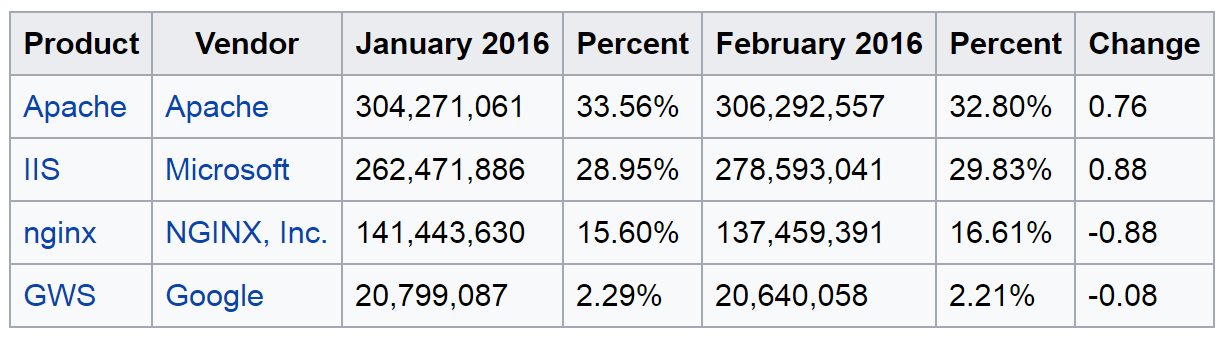 Product Vendor January 2016 Percent February 2016 Percent Change
Apache Apache 304,271,061 33.56% 306,292,557 32.80% 0.76
IIS Microsoft 262,471,886 28.95% 278,593,041 29.83% 0.88
nginx NGINX, Inc. 141,443,630 15.60% 137,459,391 16.61% -0.88
GWS Google 20,799,087 2.29% 20,640,058 2.21% -0.08